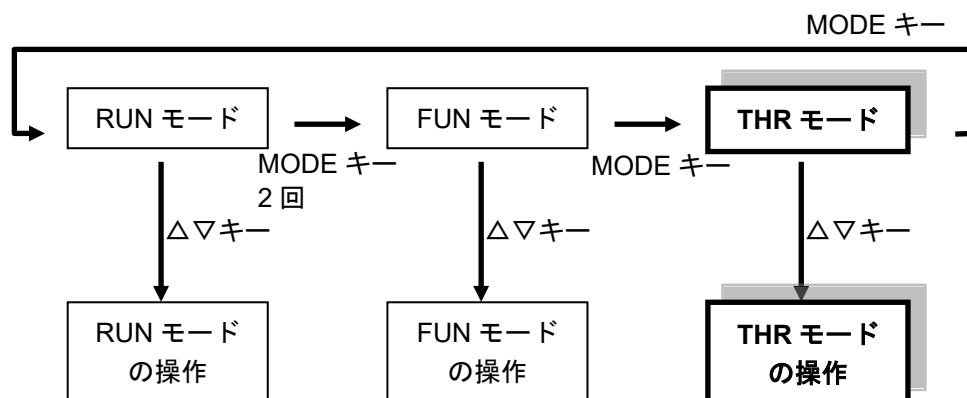 MODE キー
RUN モード
FUN モード
THR モード
MODE キー
2 回
MODE キー
△▽キー
△▽キー
△▽キー
RUN モード
の操作
FUN モード
の操作
THR モード
の操作